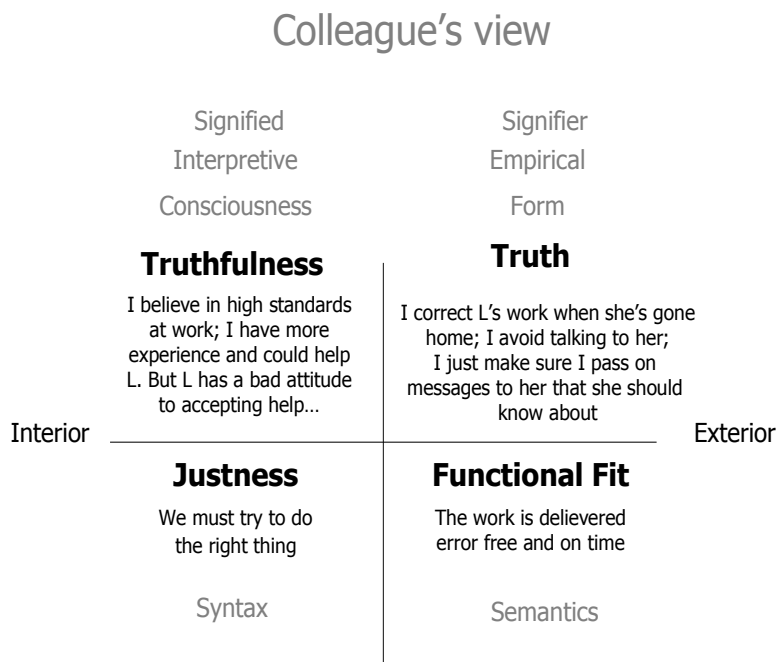 Colleague's view
Signified
Signifier
Interpretive
Empirical
Consciousness
Form
Truthfulness
Truth
I believe in high standards
at work; I have more
experience and could help
L. But L has a bad attitude
to accepting help…
I correct L's work when she's gone
home; I avoid talking to her;
I just make sure I pass on
messages to her that she should
know about
Interior
Exterior
Justness
Functional Fit
We must try to do
the right thing
The work is delievered
error free and on time
Syntax
Semantics